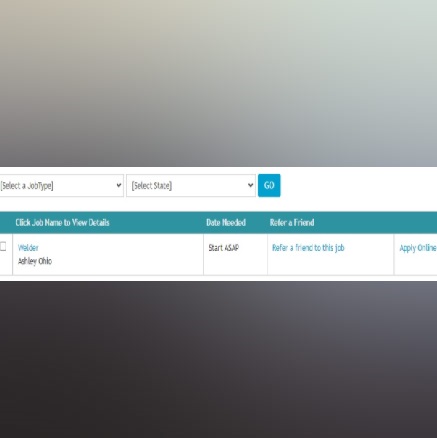 [Select a JobType] [Select State] GO
Click Job Name to View Details Date Needed Refer a Friend
Welder Start ASAP Refer a friend to this job Apply Online
Ashley Ohio